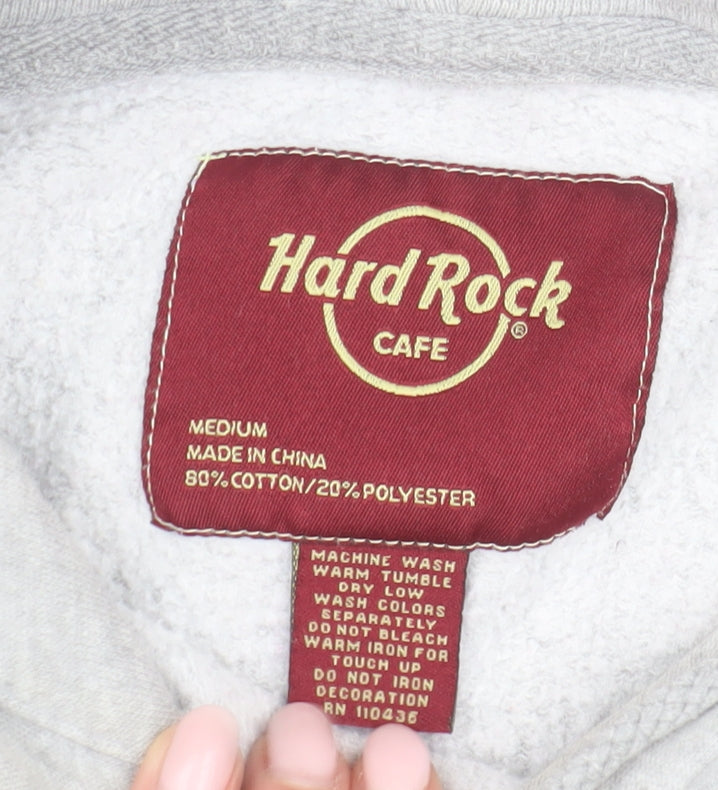 Hard Rock
®
CAFE
MEDIUM
MADE IN CHINA
80% COTTON/20% POLYESTER
MACHINE WASH
WARM TUMBLE
DRY LOW
WASH COLORS
SEPARATELY
DO NOT BLEACH
WARM IRON FOR
TOUCH UP
DO NOT IRON
DECORATION
RN 110436